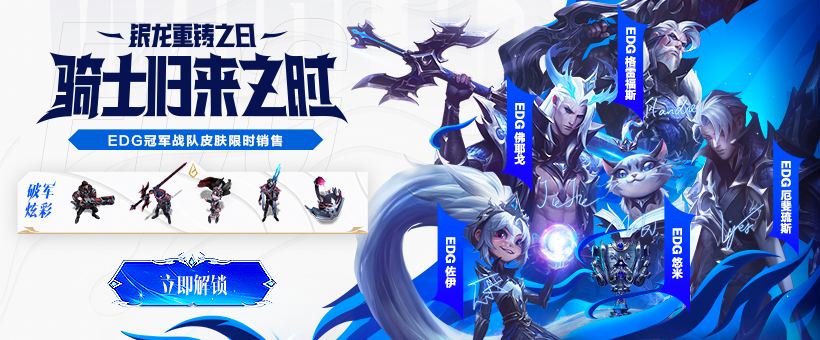 银龙重铸之日
骑士归来之时
EDG冠军战队皮肤限时销售
破军
炫彩
立即解锁
EDG 格雷福斯
EDG 佛耶戈
EDG 厄斐琉斯
EDG 悠米
EDG 佐伊
JieJie